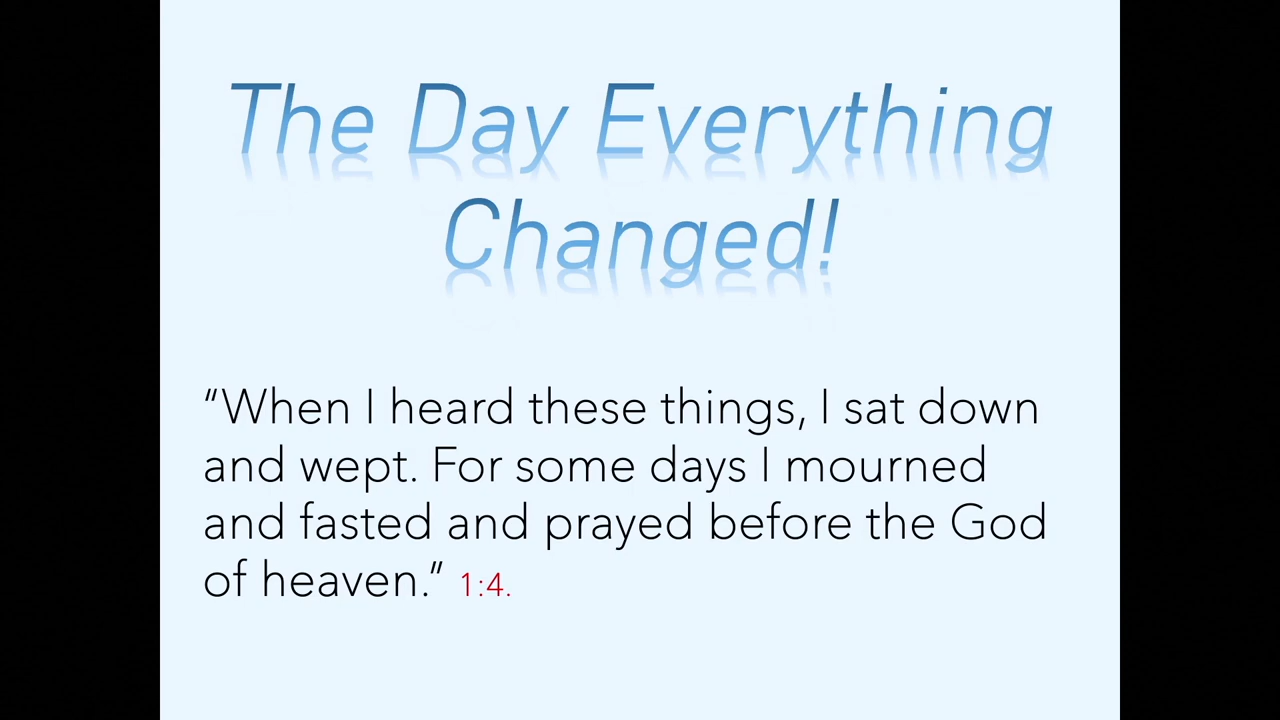 The Day Everything
Changed!
“When I heard these things, I sat down
and wept. For some days I mourned
and fasted and prayed before the God
of heaven.” 1:4.